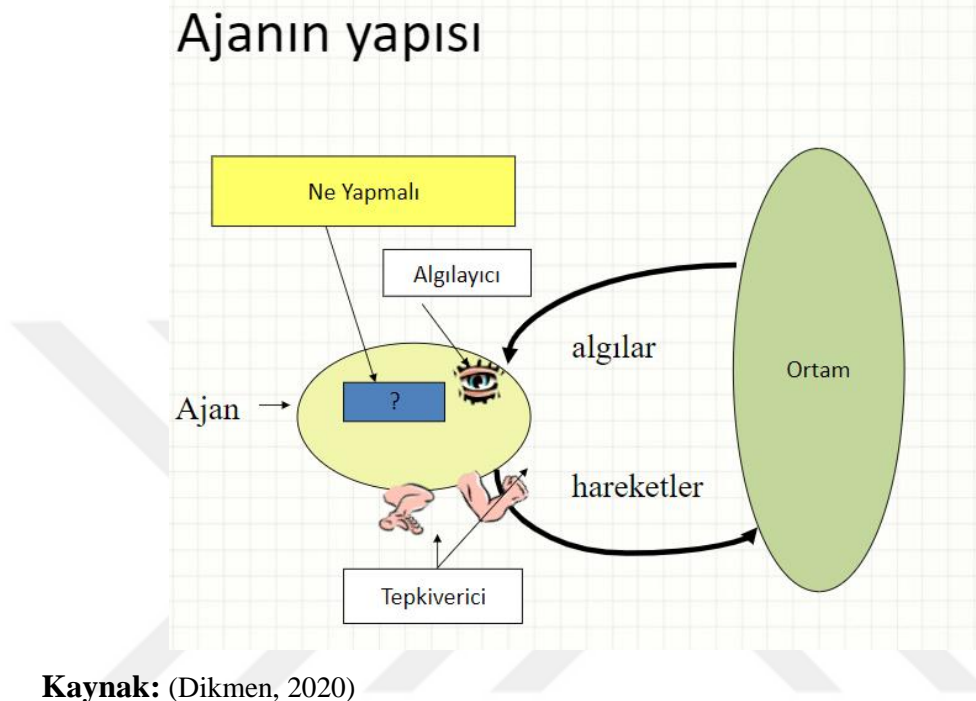 Ajanın yapısı
Ne Yapmalı
Algılayıcı
algılar
Ortam
?
Ajan
hareketler
Tepkiverici
Kaynak: (Dikmen, 2020)